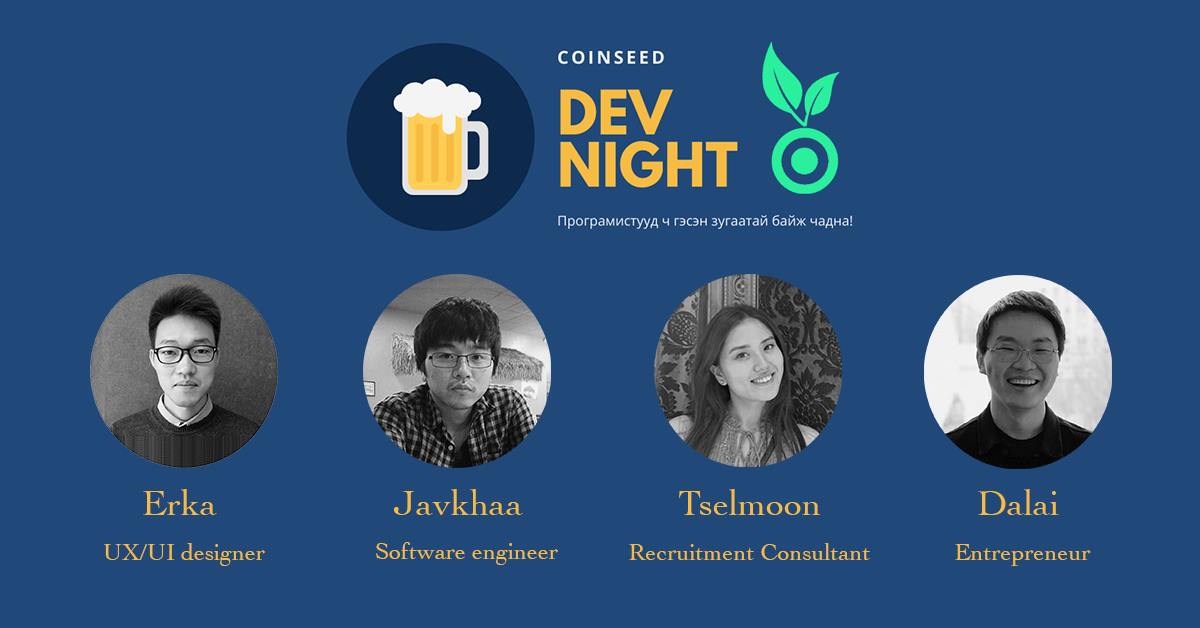 COINSEED
DEV
NIGHT
Програмистууд ч гэсэн зугаатай байж чадна!
Erka
UX/UI designer
Javkhaa
Software engineer
Tselmoon
Recruitment Consultant
Dalai
Entrepreneur